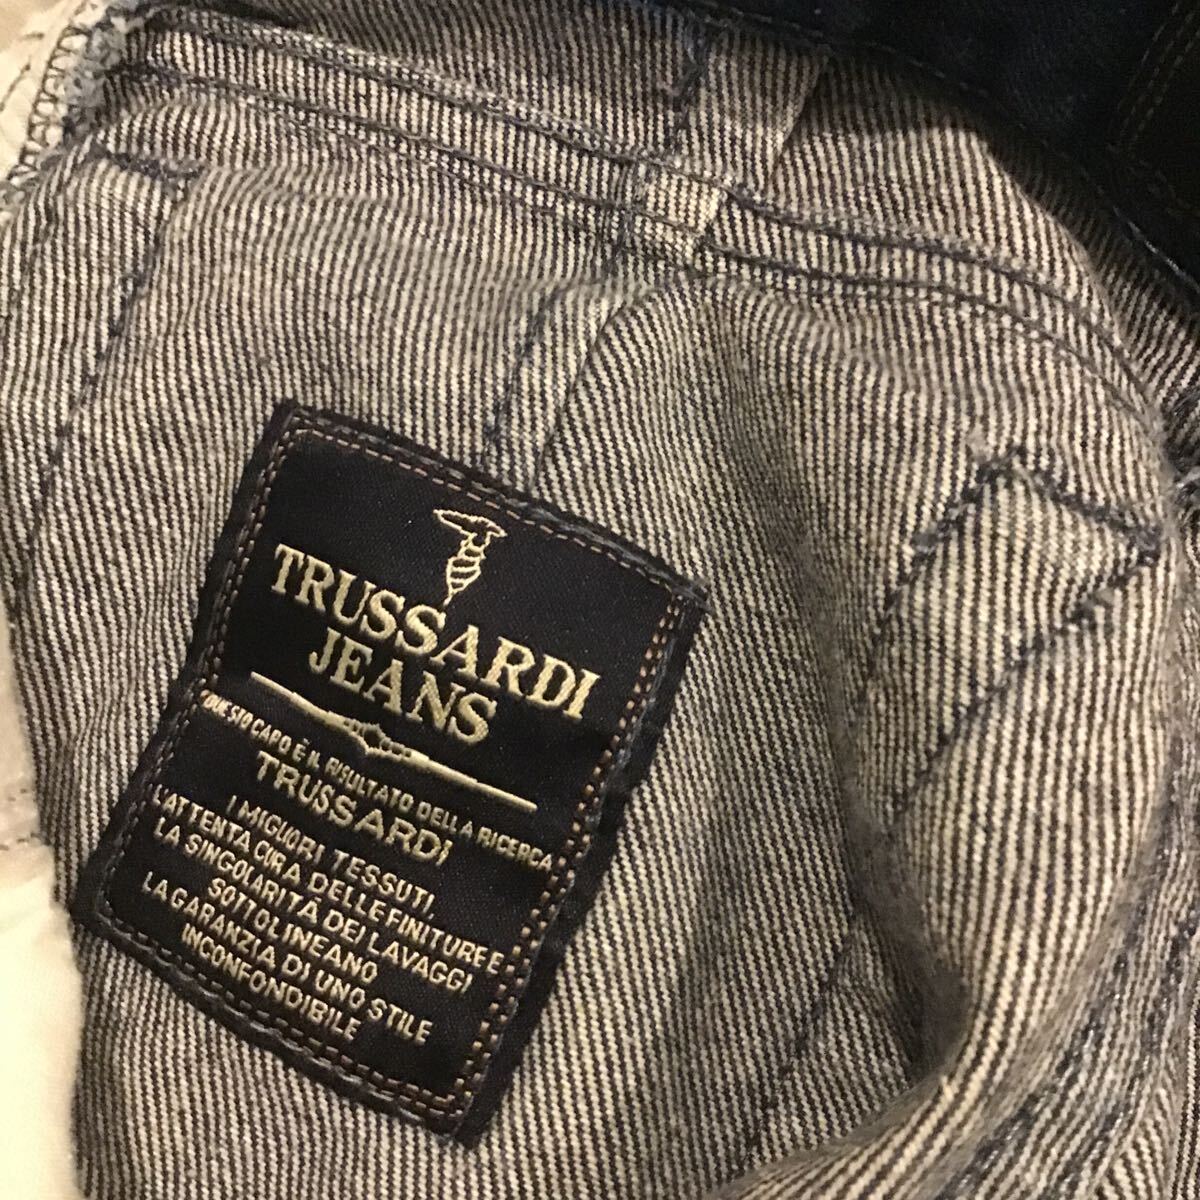 TRUSSARDI
JEANS
QUESTO CAPO È IL RISULTATO DELLA RICERCA
TRUSSARDI
I MIGLIORI TESSUTI,
L'ATTENTA CURA DELLE FINITURE E
LA SINGOLARITÀ DEI LAVAGGI
SOTTOLINEANO
LA GARANZIA DI UNO STILE
INCONFONDIBILE